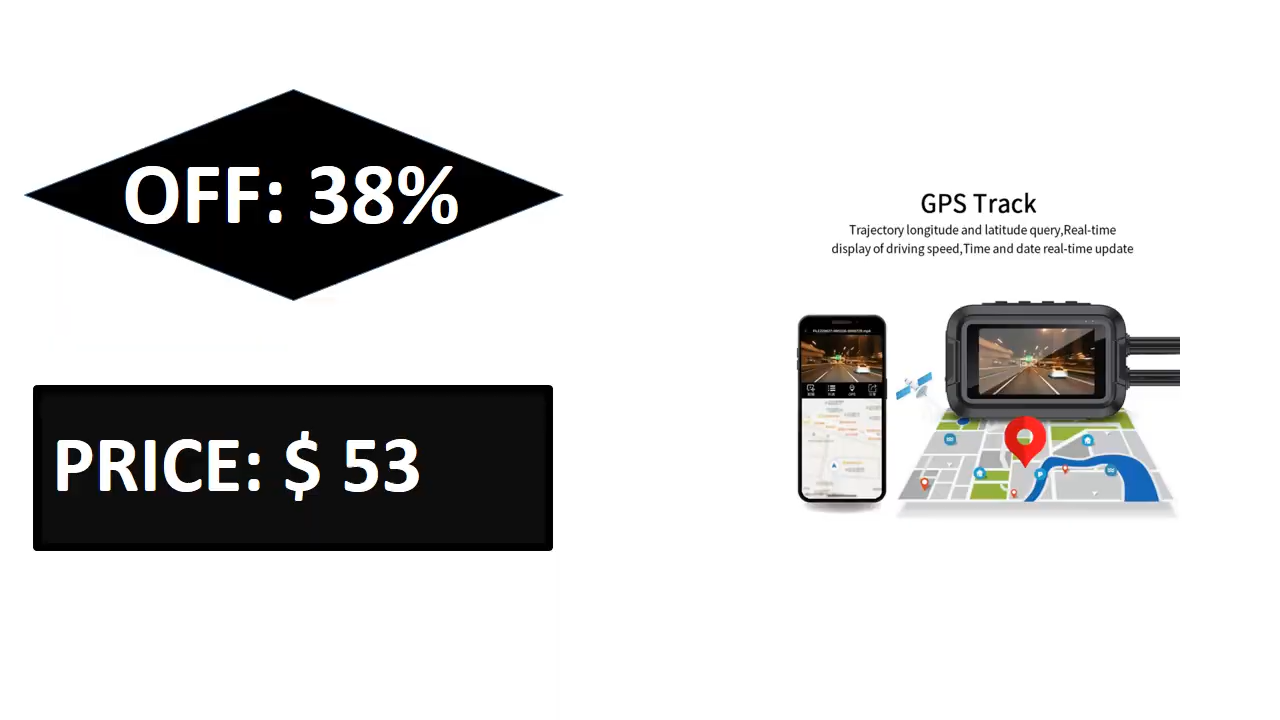 OFF: 38%
PRICE: $ 53
GPS Track
Trajectory longitude and latitude query,Real-time
display of driving speed,Time and date real-time update